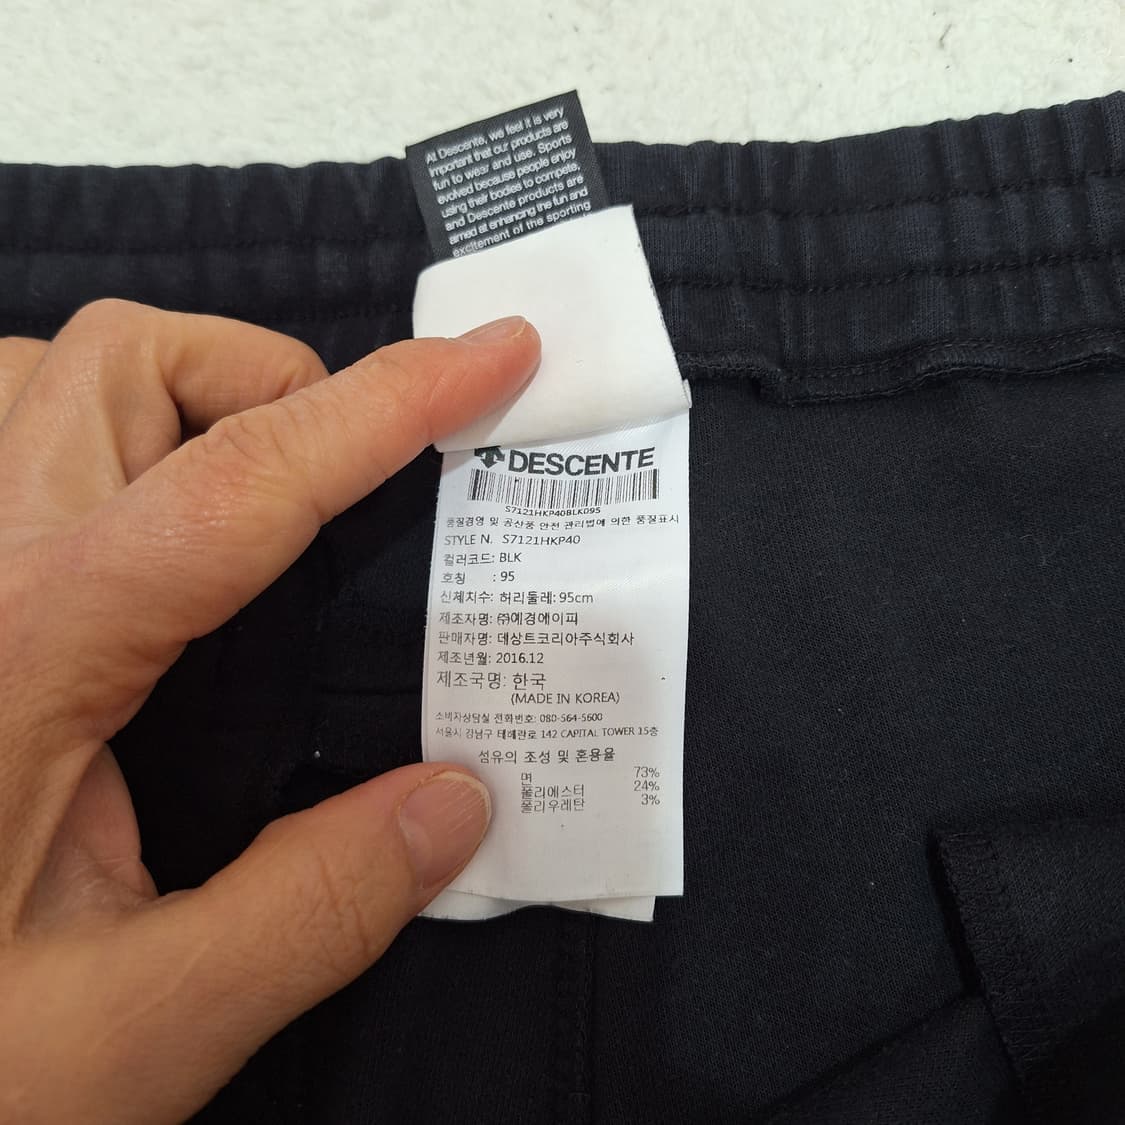 At Descente, we feel it is very
important that our products are
fun to wear and use. Sports
evolved because people enjoy
using their bodies to compete,
and Descente products are
aimed at enhancing the fun and
excitement of the sporting
DESCENTE
S7121HKP40BLK095
품질경영 및 공산품 안전 관리법에 의한 품질표시
STYLE N. S7121HKP40
컬러코드: BLK
호칭 : 95
신체치수: 허리둘레: 95cm
제조자명: ㈜예경에이피
판매자명: 데상트코리아주식회사
제조년월: 2016.12
제조국명: 한국
(MADE IN KOREA)
소비자상담실 전화번호: 080-564-5600
서울시 강남구 테헤란로 142 CAPITAL TOWER 15층
섬유의 조성 및 혼용율
면 73%
폴리에스터 24%
폴리우레탄 3%